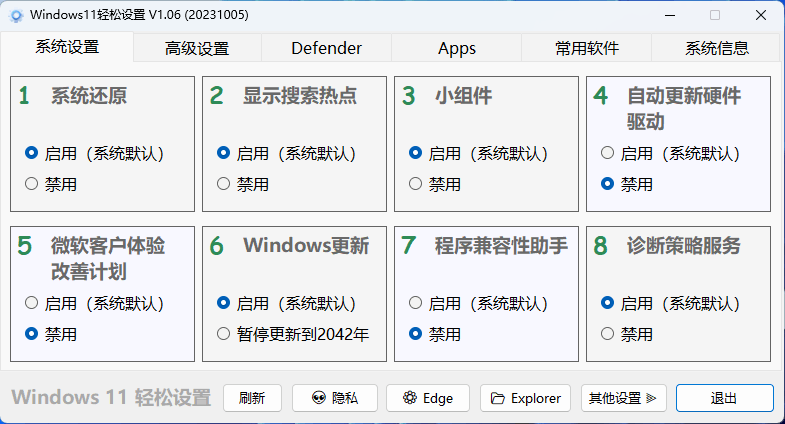 Windows11轻松设置 V1.06 (20231005)
系统设置
高级设置
Defender
Apps
常用软件
系统信息
1 系统还原
启用（系统默认）
禁用
2 显示搜索热点
启用（系统默认）
禁用
3 小组件
启用（系统默认）
禁用
4 自动更新硬件
驱动
启用（系统默认）
禁用
5 微软客户体验
改善计划
启用（系统默认）
禁用
6 Windows更新
启用（系统默认）
暂停更新到2042年
7 程序兼容性助手
启用（系统默认）
禁用
8 诊断策略服务
启用（系统默认）
禁用
Windows 11 轻松设置
刷新
隐私
Edge
Explorer
其他设置
退出